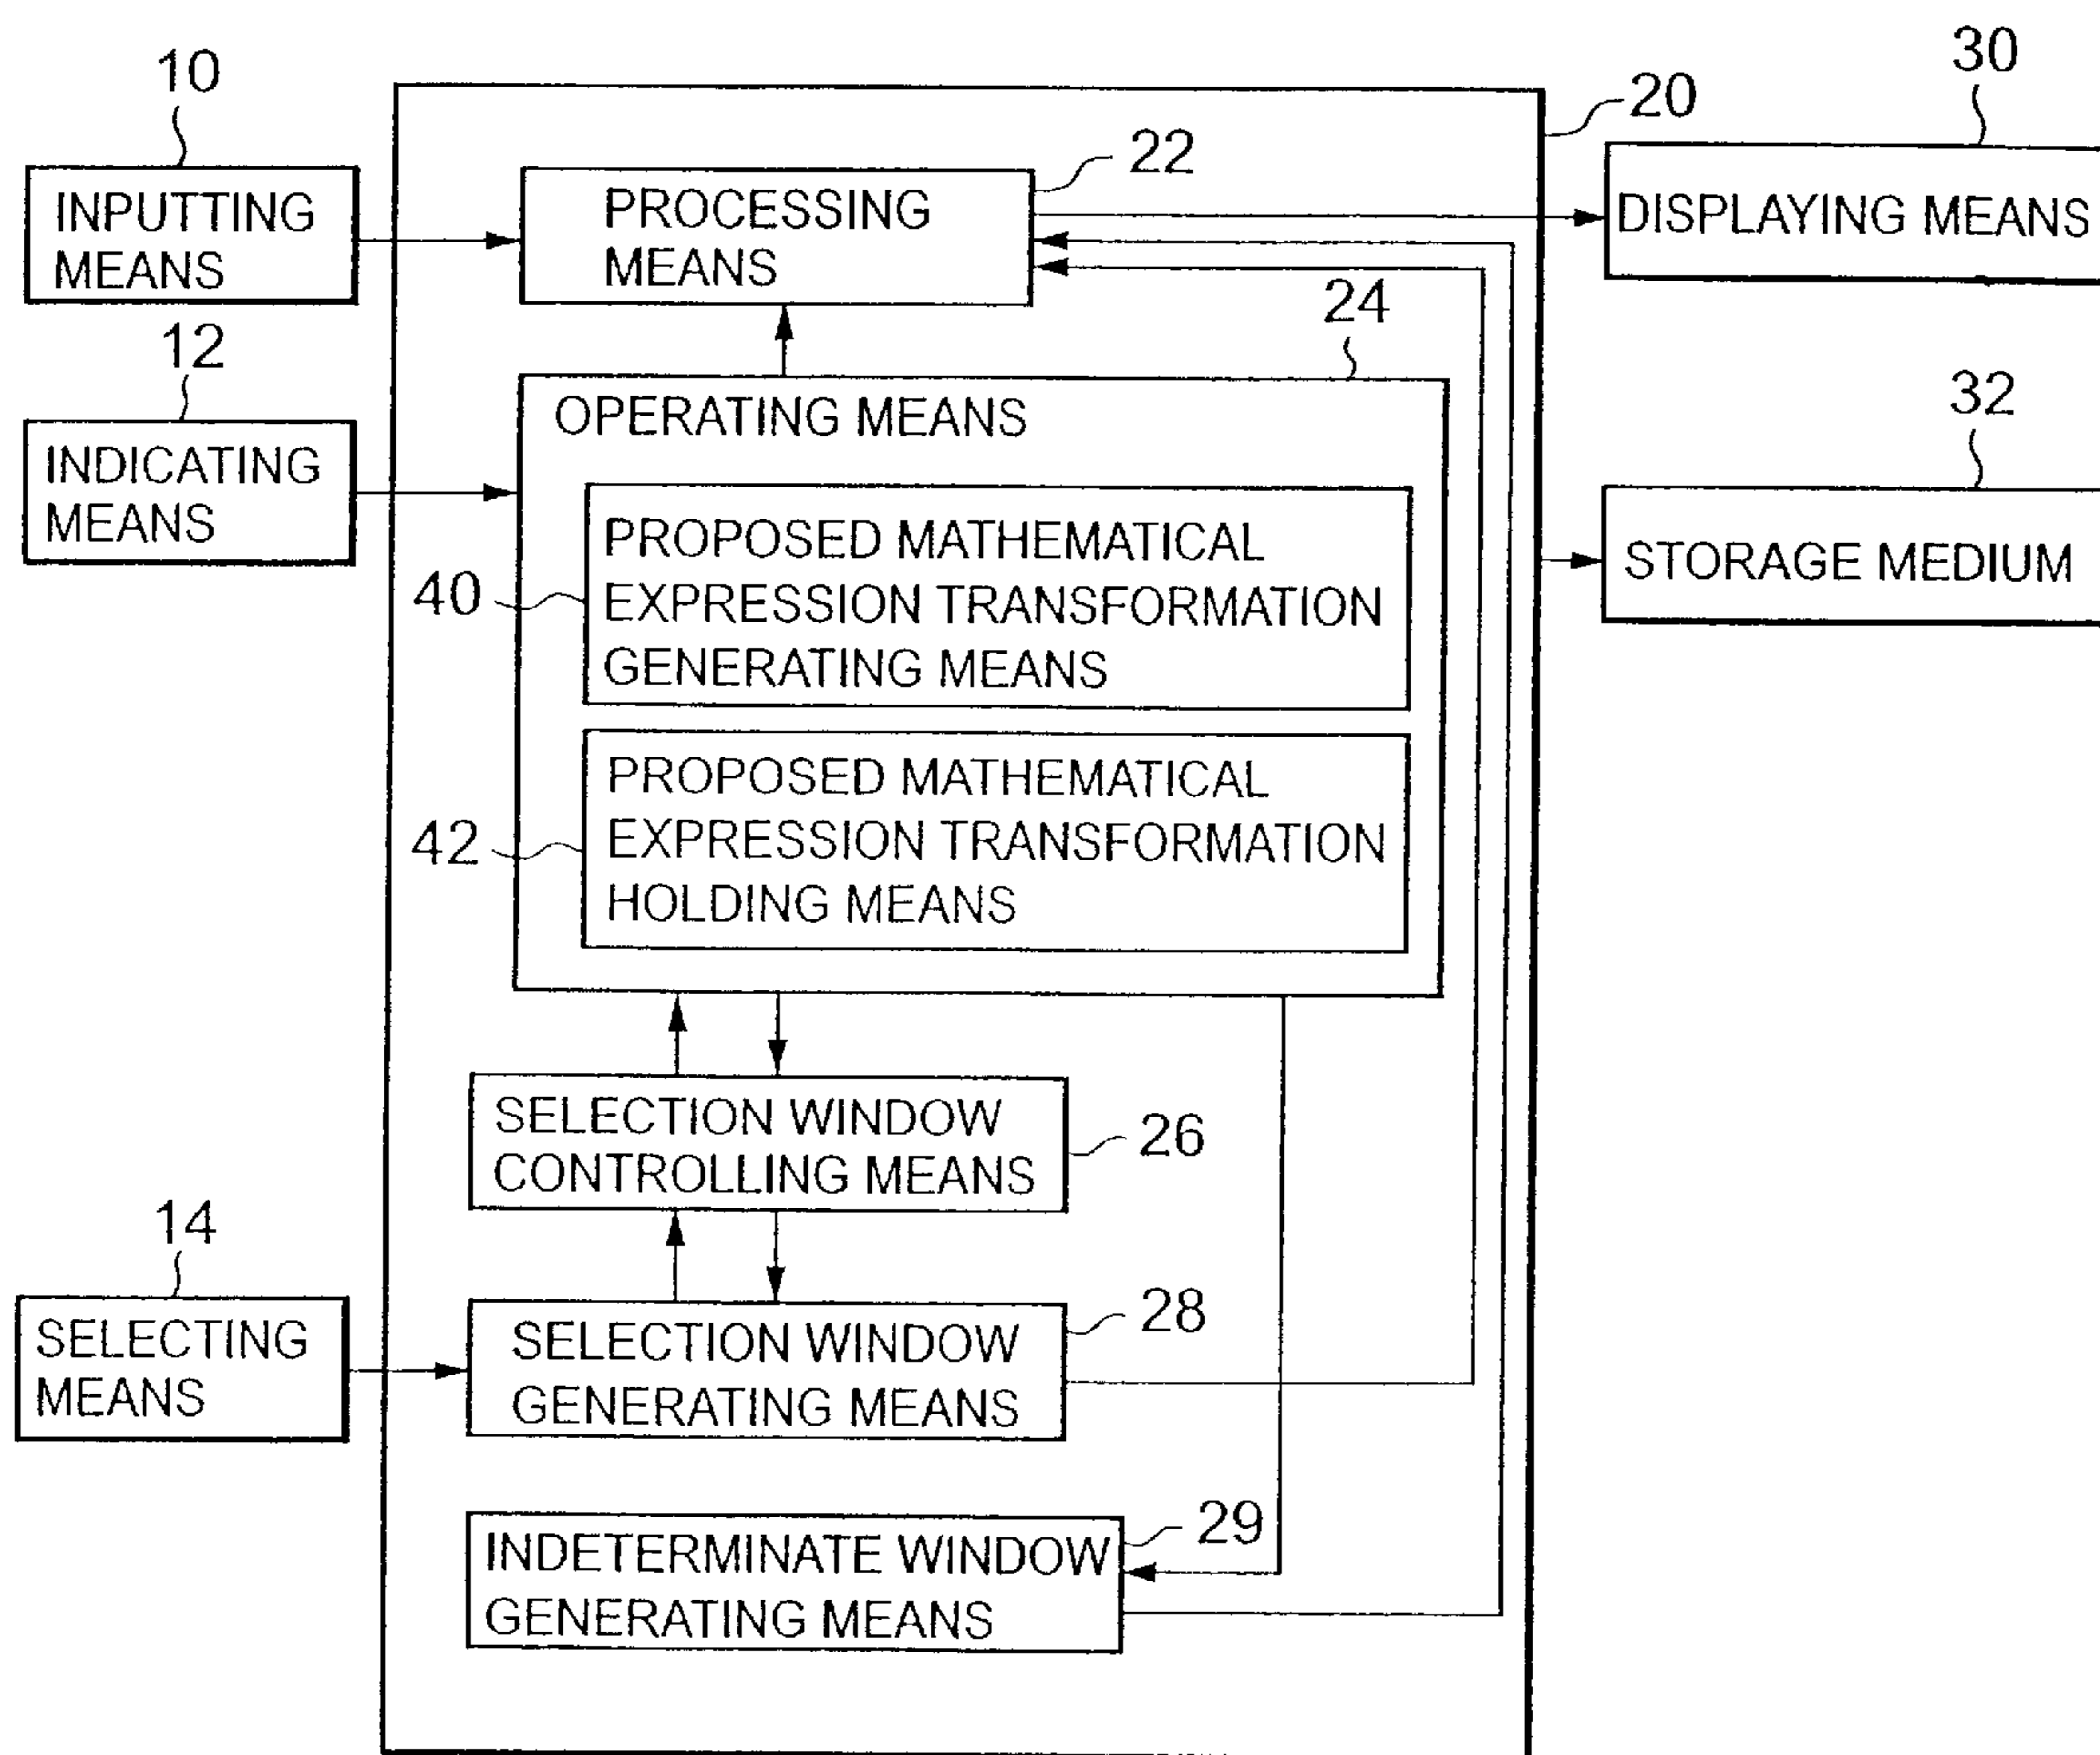 10
30
20
22
INPUTTING
MEANS
PROCESSING
MEANS
DISPLAYING MEANS
12
24
32
INDICATING
MEANS
OPERATING MEANS
STORAGE MEDIUM
40
PROPOSED MATHEMATICAL
EXPRESSION TRANSFORMATION
GENERATING MEANS
42
PROPOSED MATHEMATICAL
EXPRESSION TRANSFORMATION
HOLDING MEANS
SELECTION WINDOW
CONTROLLING MEANS
26
14
SELECTING
MEANS
SELECTION WINDOW
GENERATING MEANS
28
29
INDETERMINATE WINDOW
GENERATING MEANS